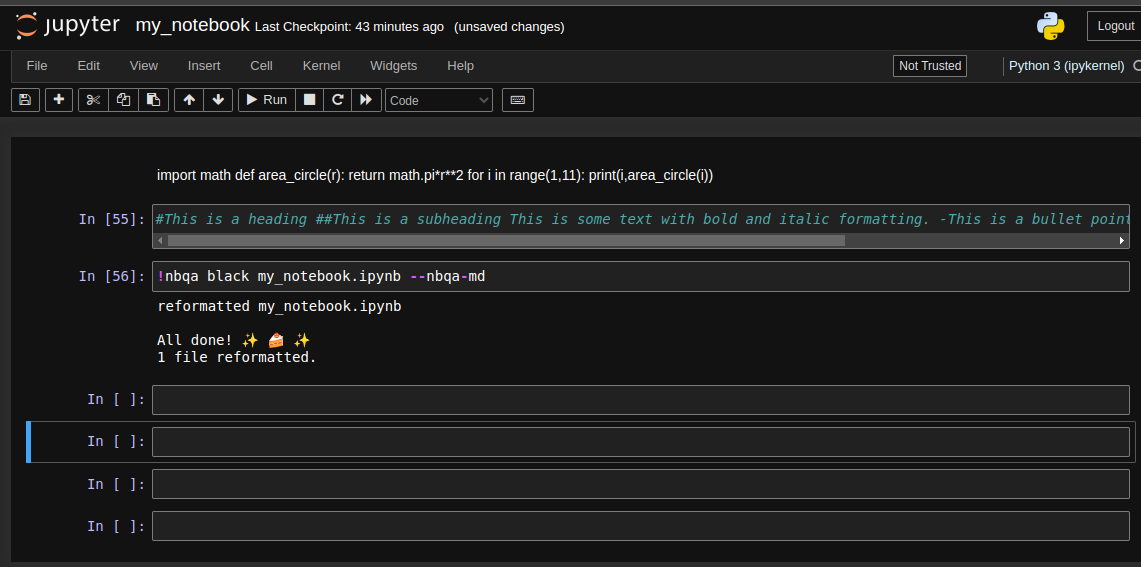 jupyter my_notebook Last Checkpoint: 43 minutes ago (unsaved changes) Logout
File Edit View Insert Cell Kernel Widgets Help Not Trusted Python 3 (ipykernel)
Run Code
import math def area_circle(r): return math.pi*r**2 for i in range(1,11): print(i,area_circle(i))
In [55]: #This is a heading ##This is a subheading This is some text with bold and italic formatting. -This is a bullet point
In [56]: !nbqa black my_notebook.ipynb --nbqa-md
reformatted my_notebook.ipynb
All done! ✨ 🍰 ✨
1 file reformatted.
In [ ]:
In [ ]:
In [ ]:
In [ ]: